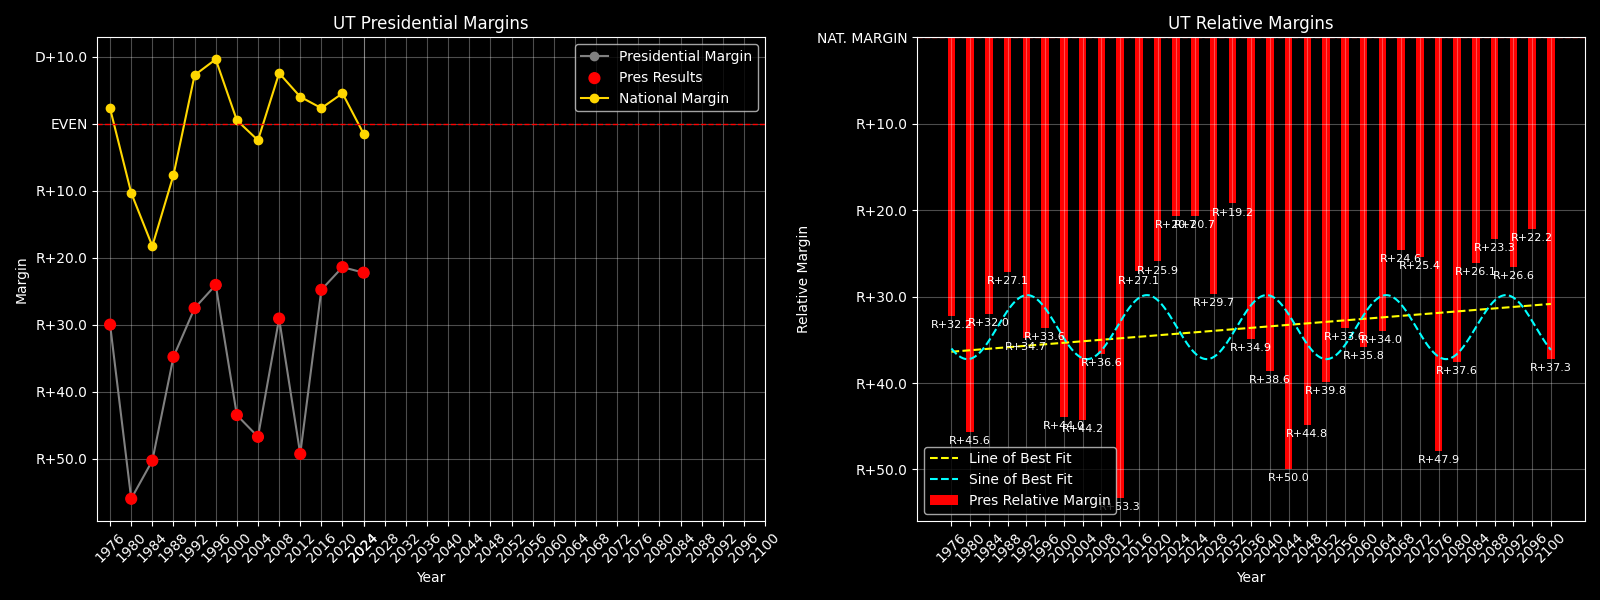 UT Presidential Margins
D+10.0
EVEN
R+10.0
R+20.0
R+30.0
R+40.0
R+50.0
Margin
Presidential Margin
Pres Results
National Margin
1976
1980
1984
1988
1992
1996
2000
2004
2008
2012
2016
2020
2024
2024
2028
2032
2036
2040
2044
2048
2052
2056
2060
2064
2068
2072
2076
2080
2084
2088
2092
2096
2100
Year
UT Relative Margins
NAT. MARGIN
R+10.0
R+20.0
R+30.0
R+40.0
R+50.0
Relative Margin
R+32.2
R+45.6
R+32.0
R+27.1
R+34.7
R+33.6
R+44.0
R+44.2
R+36.6
R+53.3
R+27.1
R+25.9
R+20.7
R+20.7
R+29.7
R+19.2
R+34.9
R+38.6
R+50.0
R+44.8
R+39.8
R+33.6
R+35.8
R+34.0
R+24.6
R+25.4
R+47.9
R+37.6
R+26.1
R+23.3
R+26.6
R+22.2
R+37.3
Line of Best Fit
Sine of Best Fit
Pres Relative Margin
1976
1980
1984
1988
1992
1996
2000
2004
2008
2012
2016
2020
2024
2024
2028
2032
2036
2040
2044
2048
2052
2056
2060
2064
2068
2072
2076
2080
2084
2088
2092
2096
2100
Year